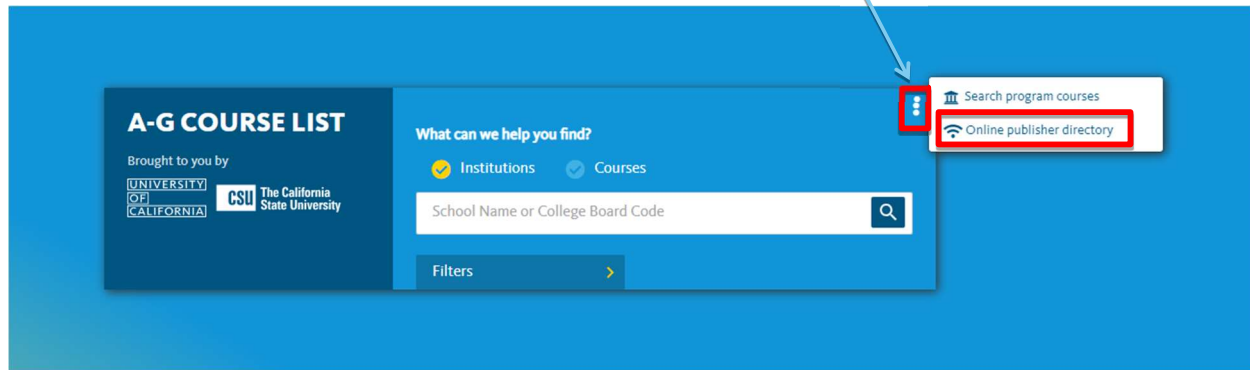 A-G COURSE LIST
Brought to you by
UNIVERSITY
OF
CALIFORNIA
CSU The California
State University
What can we help you find?
Institutions
Courses
School Name or College Board Code
Filters
Search program courses
Online publisher directory